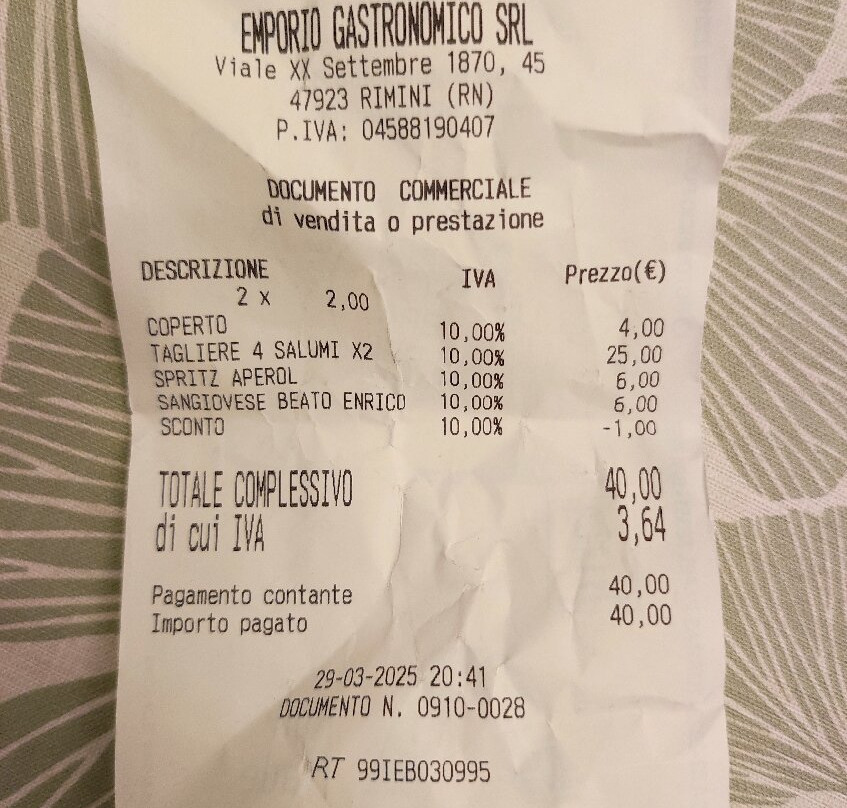 EMPORIO GASTRONOMICO SRL
Viale XX Settembre 1870, 45
47923 RIMINI (RN)
P.IVA: 04588190407
DOCUMENTO COMMERCIALE
di vendita o prestazione
DESCRIZIONE IVA Prezzo(€)
2 x 2,00
COPERTO 10,00% 4,00
TAGLIERE 4 SALUMI X2 10,00% 25,00
SPRITZ APEROL 10,00% 6,00
SANGIOVESE BEATO ENRICO 10,00% 6,00
SCONTO 10,00% -1,00
TOTALE COMPLESSIVO 40,00
di cui IVA 3,64
Pagamento contante 40,00
Importo pagato 40,00
29-03-2025 20:41
DOCUMENTO N. 0910-0028
RT 99IEB030995